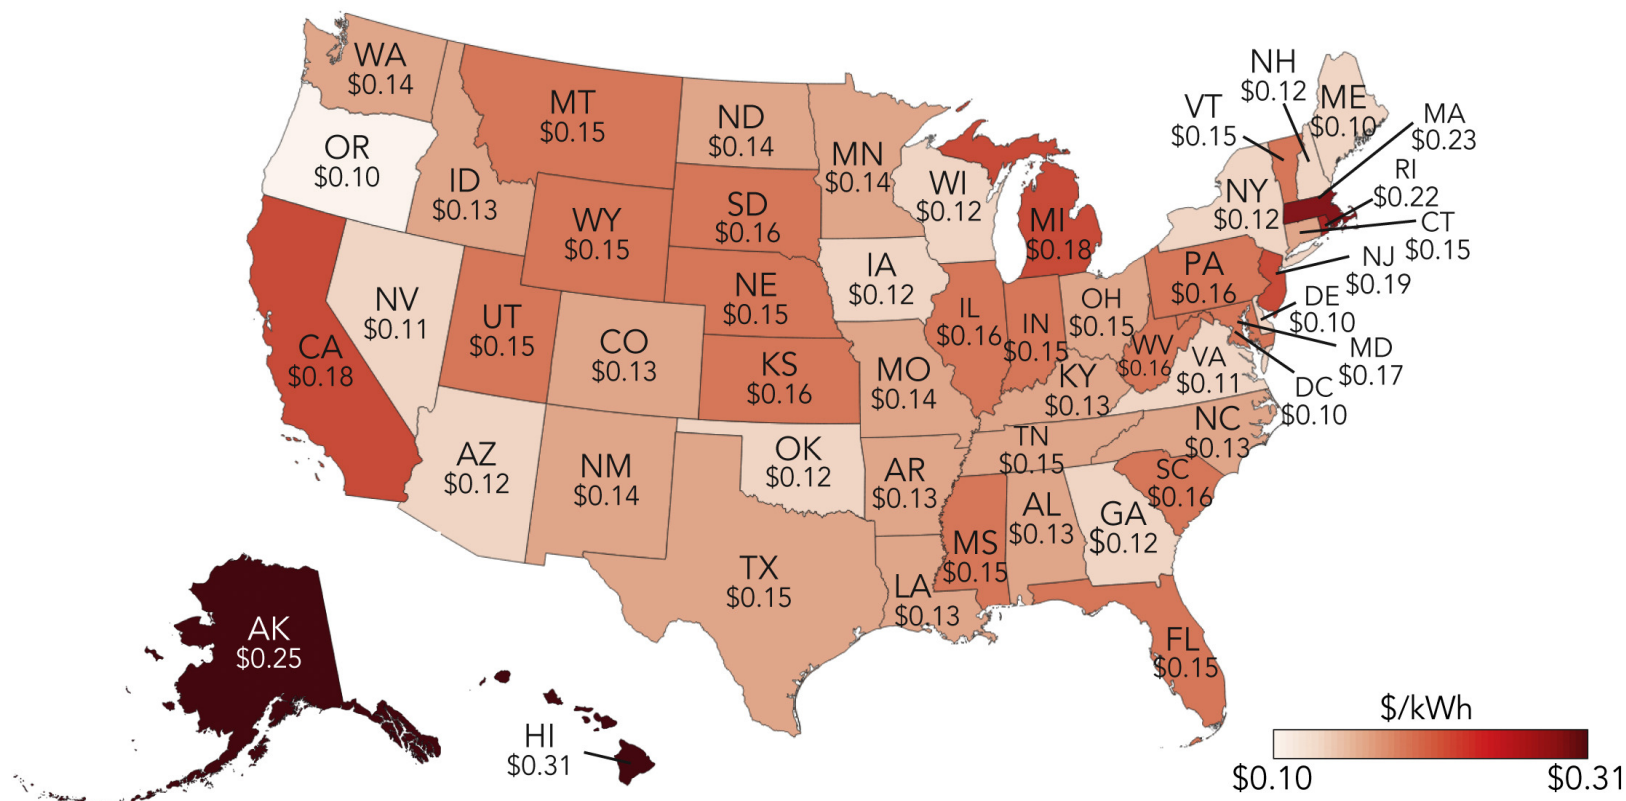 WA
$0.14
OR
$0.10
CA
$0.18
ID
$0.13
NV
$0.11
MT
$0.15
WY
$0.15
UT
$0.15
AZ
$0.12
CO
$0.13
NM
$0.14
ND
$0.14
SD
$0.16
NE
$0.15
KS
$0.16
OK
$0.12
TX
$0.15
MN
$0.14
IA
$0.12
MO
$0.14
AR
$0.13
LA
$0.13
WI
$0.12
IL
$0.16
MI
$0.18
IN
$0.15
OH
$0.15
KY
$0.13
TN
$0.15
MS
$0.15
AL
$0.13
GA
$0.12
FL
$0.15
SC
$0.16
NC
$0.13
VA
$0.11
WV
$0.16
PA
$0.16
NY
$0.12
VT
$0.15
NH
$0.12
ME
$0.10
MA
$0.23
RI
$0.22
CT
$0.15
NJ
$0.19
DE
$0.10
MD
$0.17
DC
$0.10
AK
$0.25
HI
$0.31
$/kWh
$0.10
$0.31